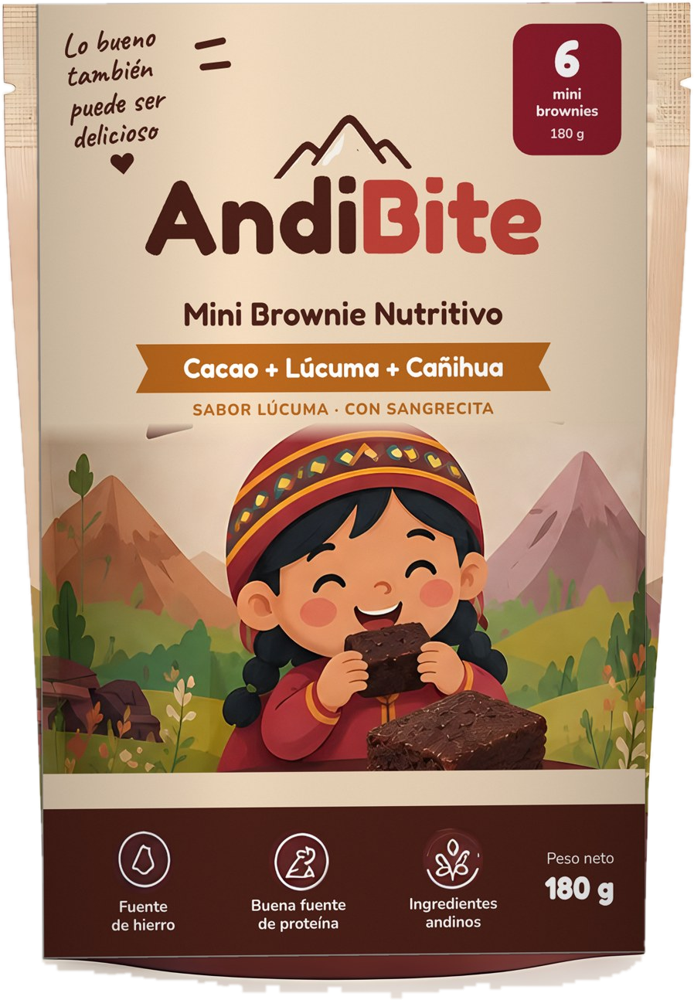 Lo bueno
también
puede ser
delicioso
6
mini
brownies
180 g
AndiBite
Mini Brownie Nutritivo
Cacao + Lúcuma + Cañihua
SABOR LÚCUMA · CON SANGRECITA
Fuente
de hierro
Buena fuente
de proteína
Ingredientes
andinos
Peso neto
180 g